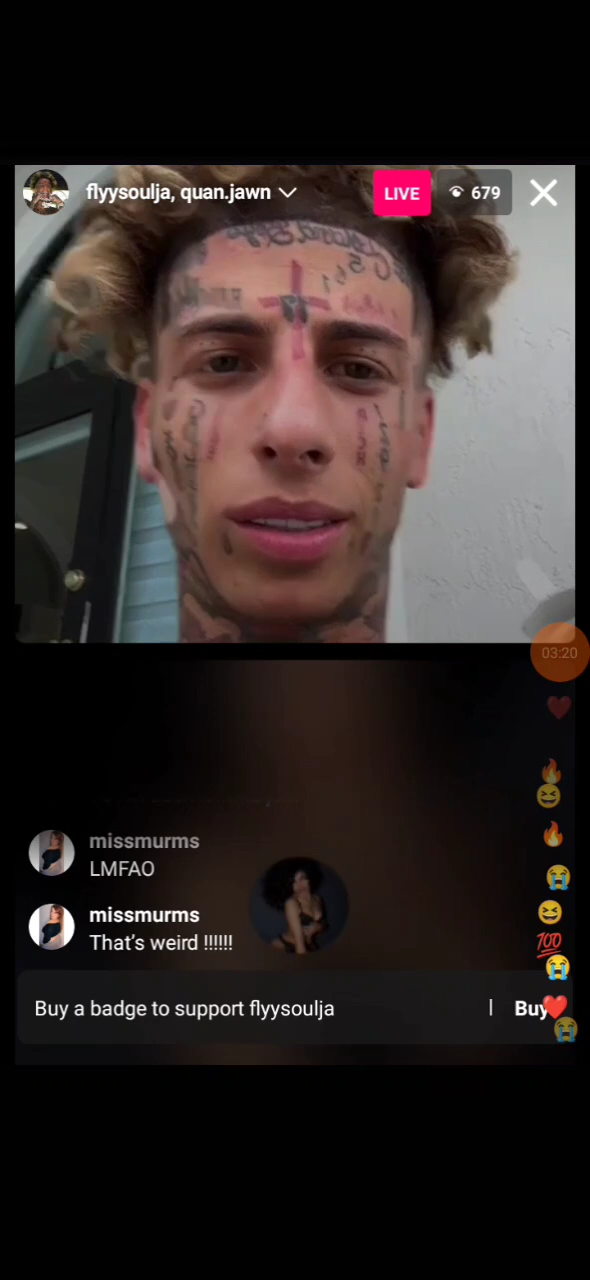 flyysoulja, quan.jawn
LIVE
679
03:20
missmurms
LMFAO
missmurms
That’s weird !!!!!!
Buy a badge to support flyysoulja
Buy